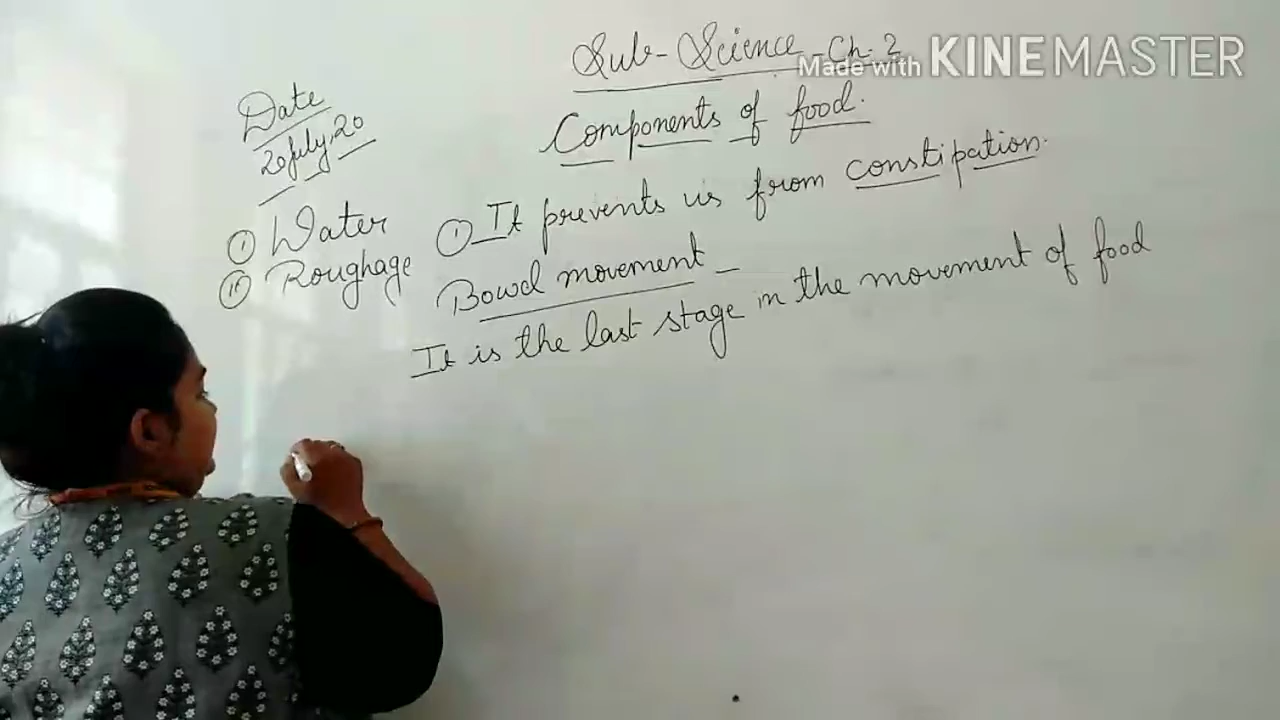 Sub- Science - Ch. 2
Made with KINEMASTER
Components of food.
Date
20 July. 20
(i) Water
(ii) Roughage
(1) It prevents us from constipation.
Bowel movement -
It is the last stage in the movement of food